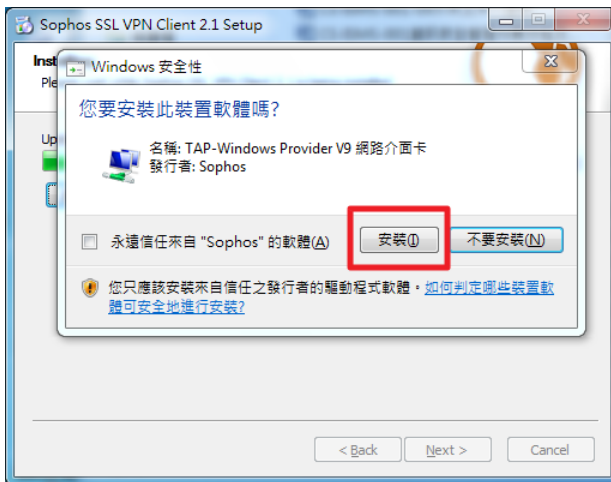 Sophos SSL VPN Client 2.1 Setup
Inst
Ple
Windows 安全性
您要安裝此裝置軟體嗎?
Up
名稱: TAP-Windows Provider V9 網路介面卡
發行者: Sophos
永遠信任來自 "Sophos" 的軟體(A)
安裝(I)
不要安裝(N)
您只應該安裝來自信任之發行者的驅動程式軟體。如何判定哪些裝置軟
體可安全地進行安裝?
< Back
Next >
Cancel